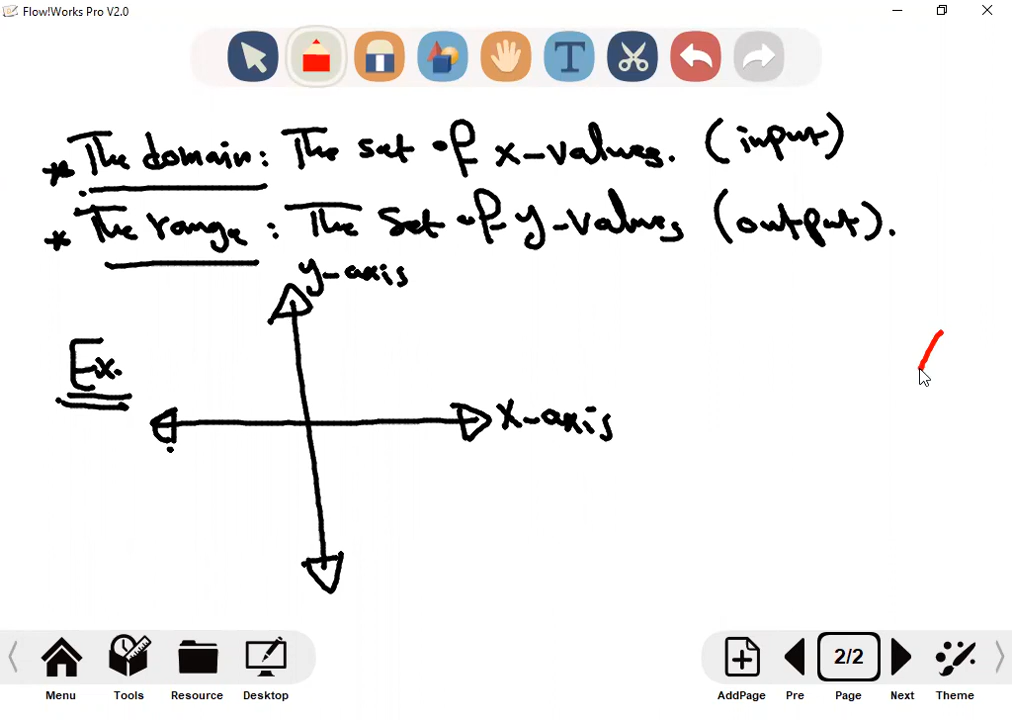 Flow!Works Pro V2.0
* The domain: The set of x-values. (input)
* The range: The set of y-values (output).
y-axis
Ex.
x-axis
2/2
Menu Tools Resource Desktop AddPage Pre Page Next Theme